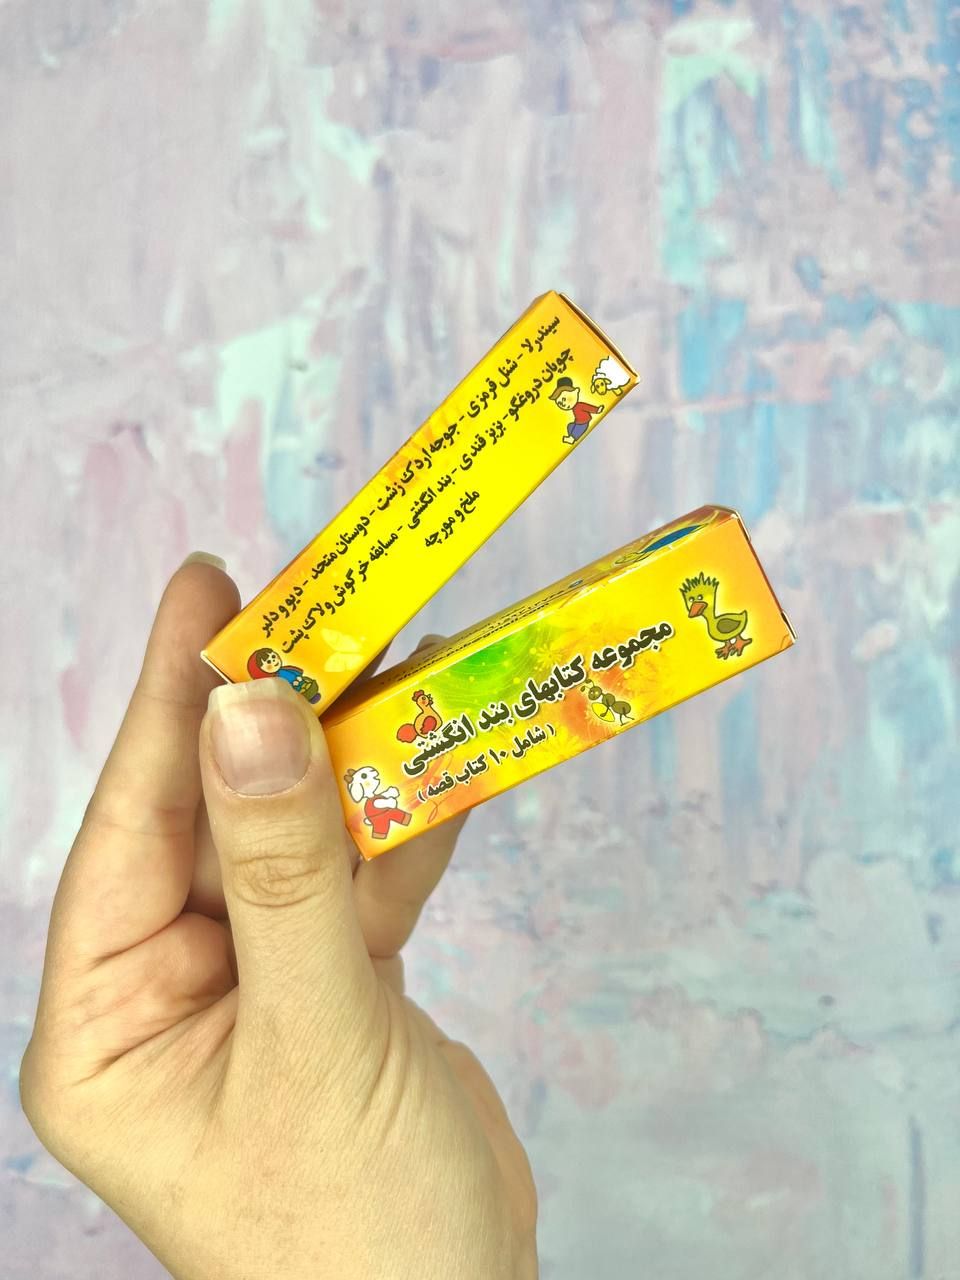 سیندرلا - شنل قرمزی - جوجه اردک زشت - دوستان متحد - دیو و دلبر
چوپان دروغگو - بزبز قندی - بند انگشتی - مسابقه خرگوش و لاک پشت
ملخ و مورچه
مجموعه کتابهای بند انگشتی
(شامل ۱۰ کتاب قصه)